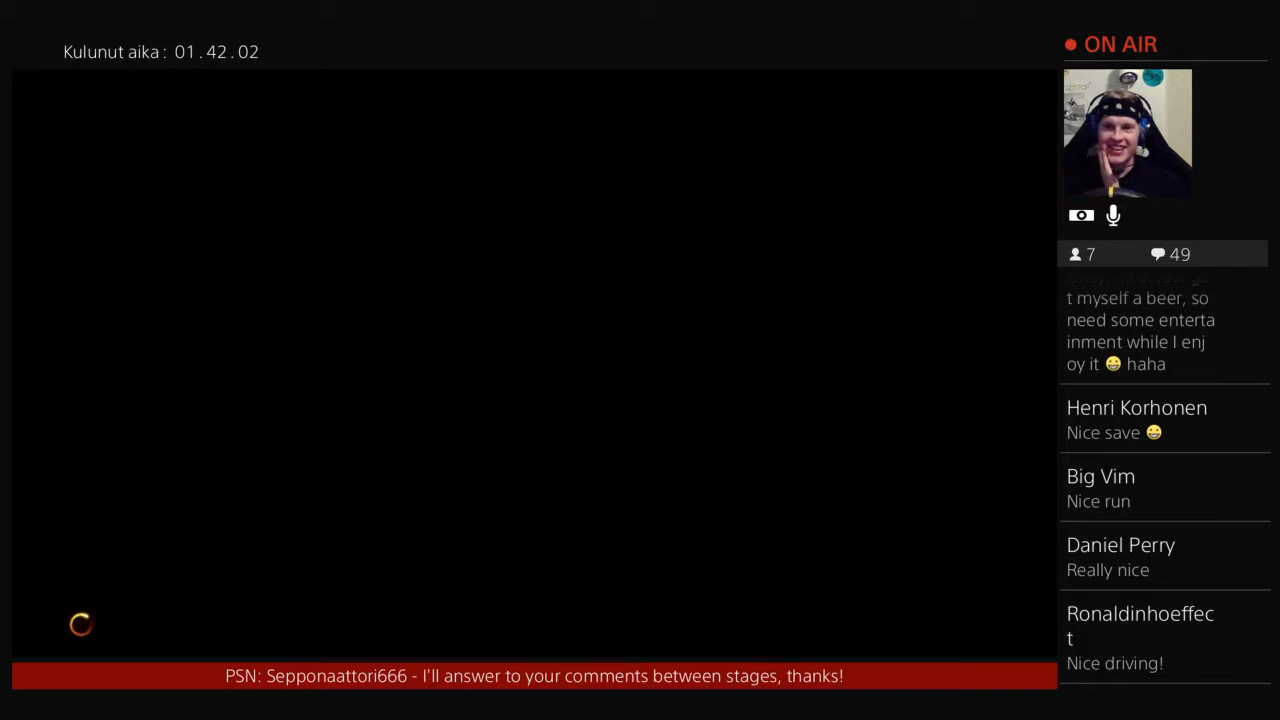 Kulunut aika : 01 . 42 . 02
ON AIR
7
49
t myself a beer, so
need some enterta
inment while I enj
oy it 😀 haha
Henri Korhonen
Nice save 😀
Big Vim
Nice run
Daniel Perry
Really nice
Ronaldinhoeffec
t
Nice driving!
PSN: Sepponaattori666 - I'll answer to your comments between stages, thanks!